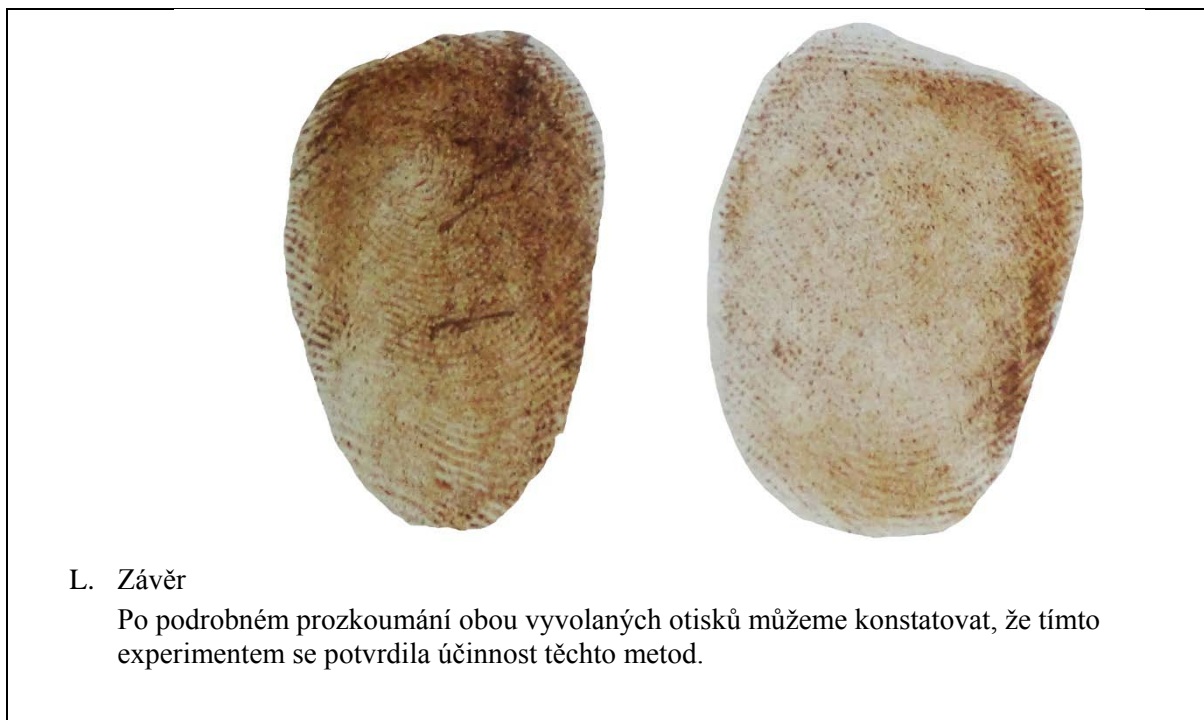 L. Závěr
Po podrobném prozkoumání obou vyvolaných otisků můžeme konstatovat, že tímto
experimentem se potvrdila účinnost těchto metod.